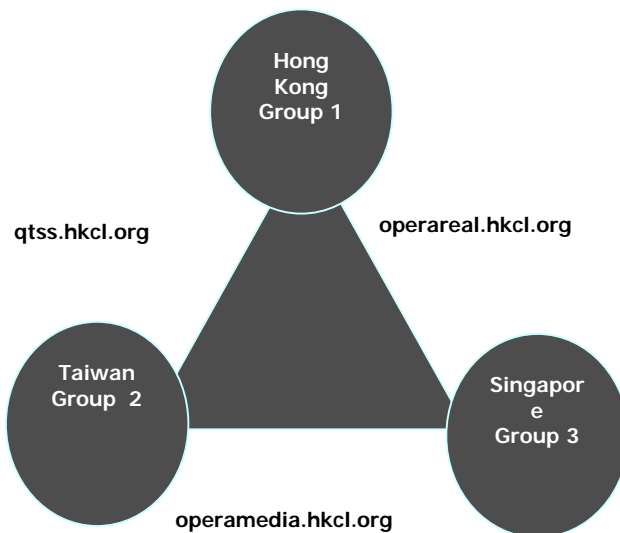 Hong
Kong
Group 1
qtss.hkcl.org
operareal.hkcl.org
Taiwan
Group 2
Singapor
e
Group 3
operamedia.hkcl.org